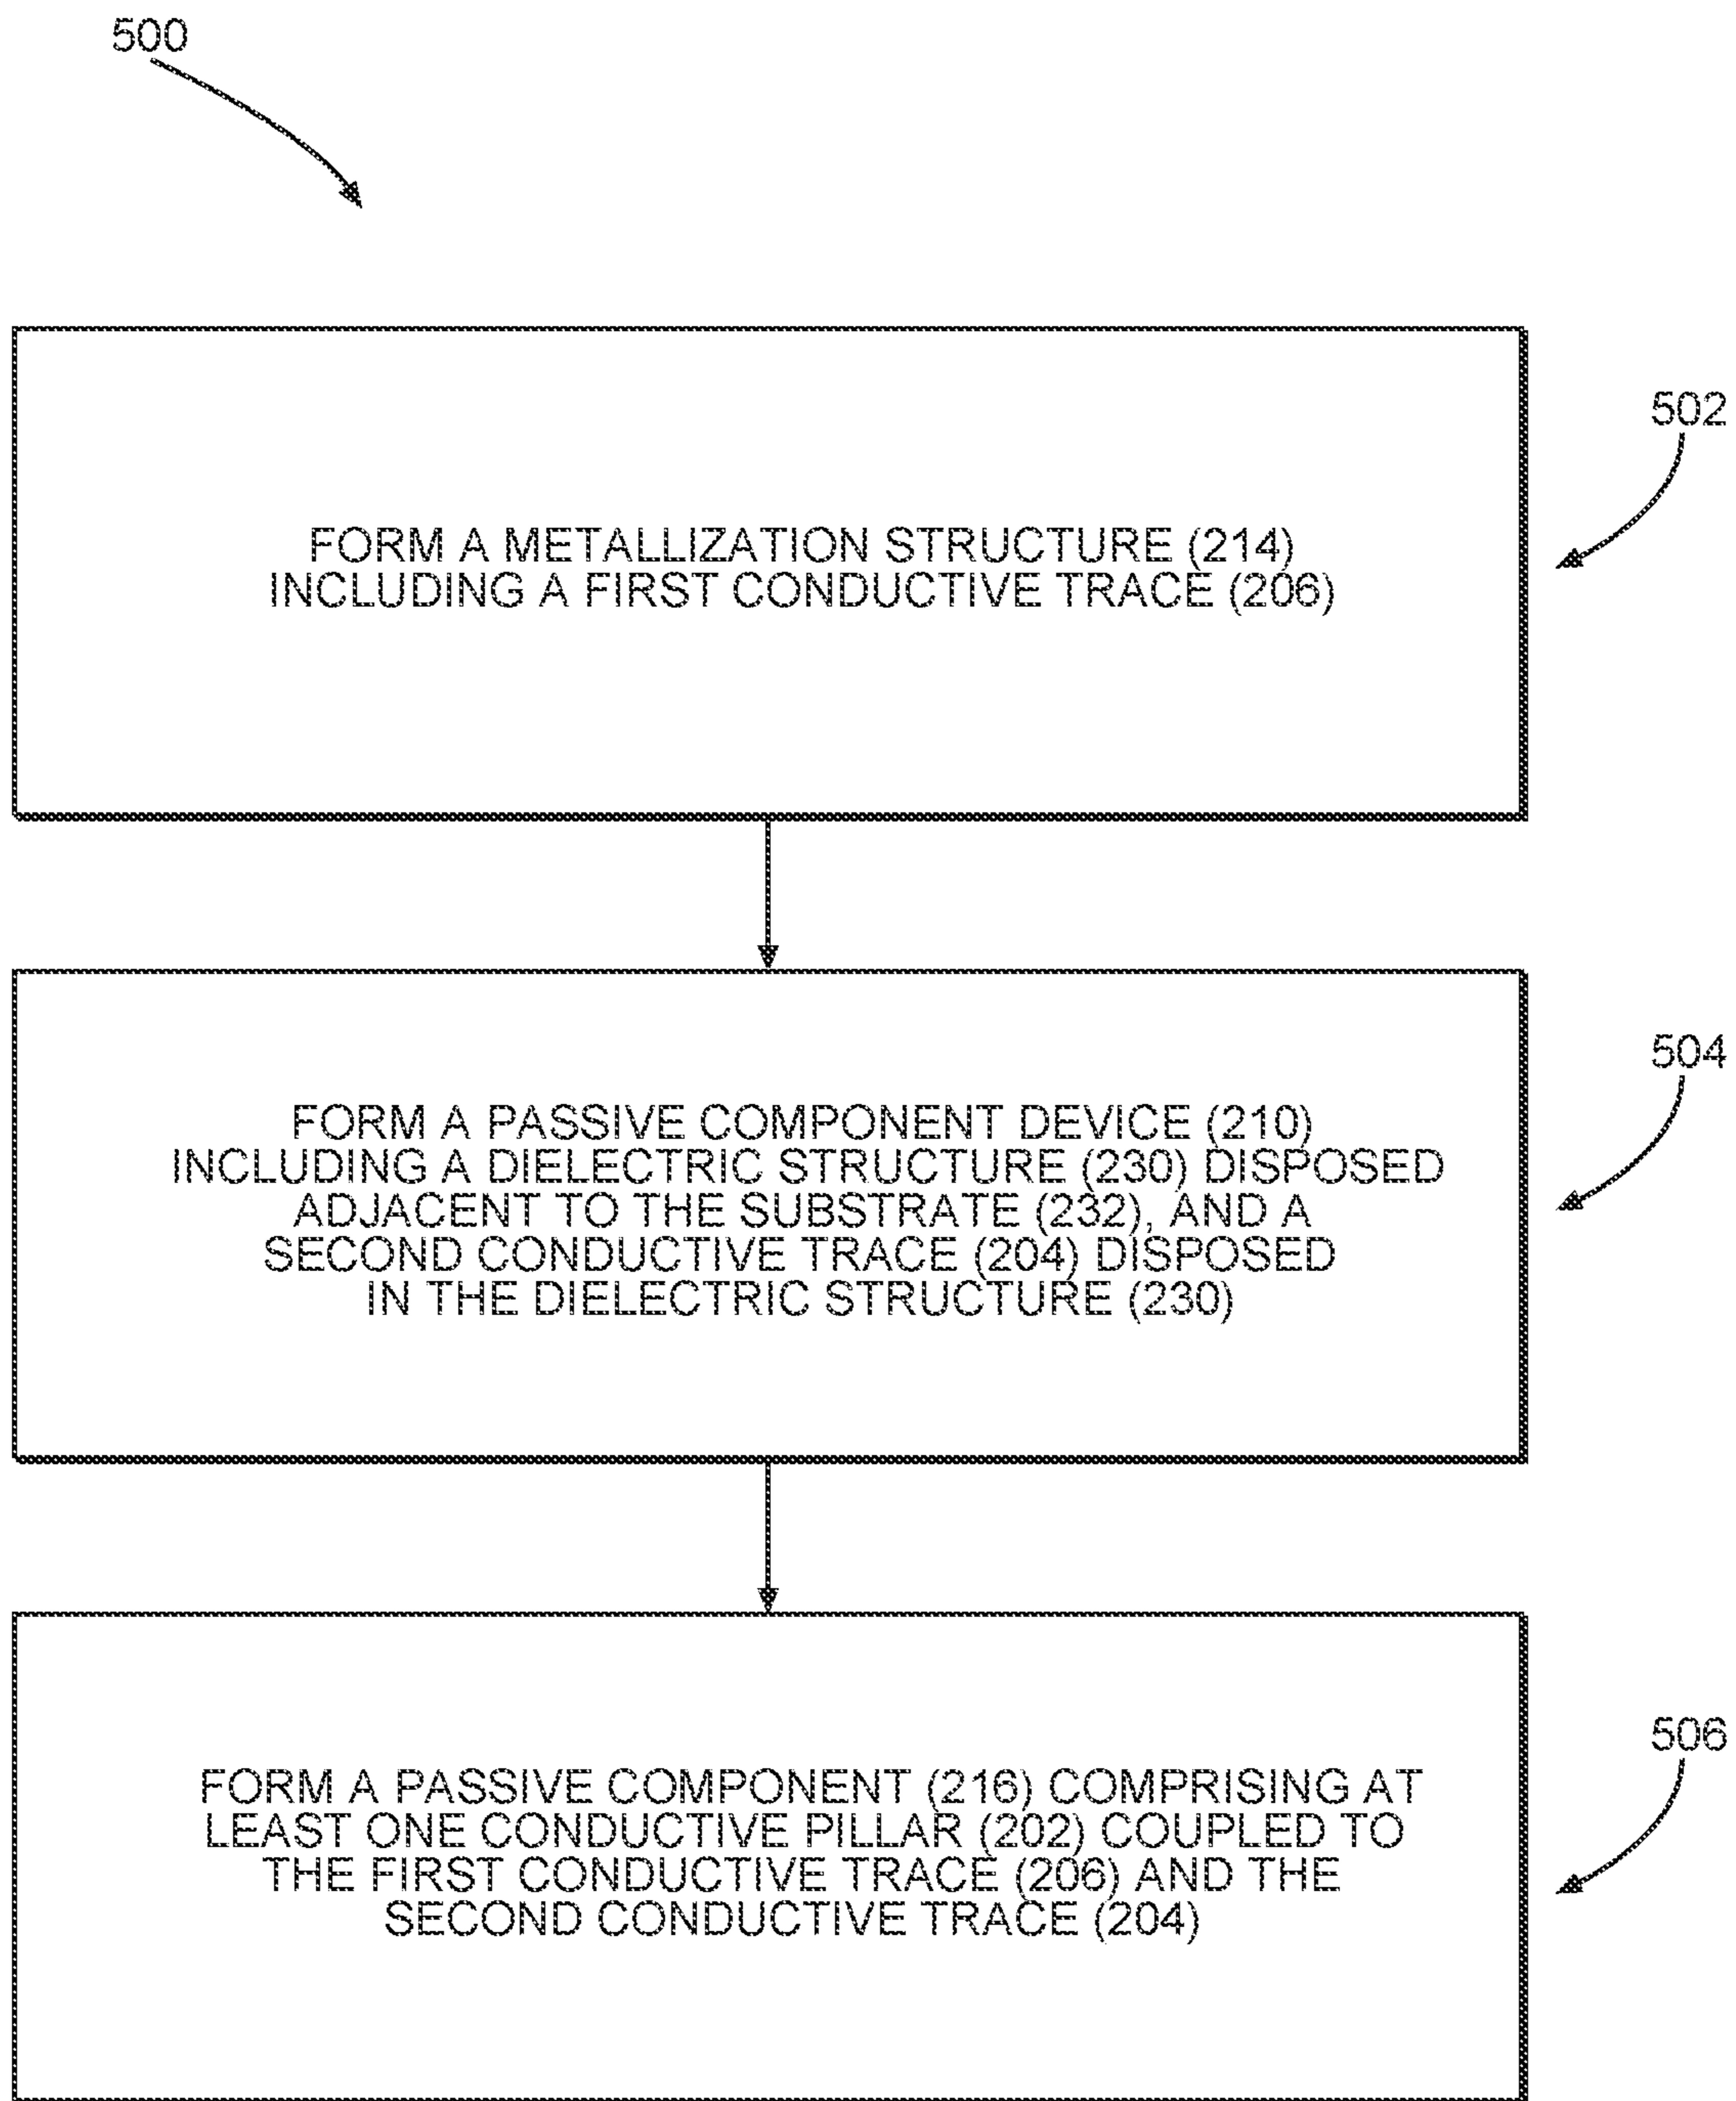 500
502
FORM A METALLIZATION STRUCTURE (214)
INCLUDING A FIRST CONDUCTIVE TRACE (206)
504
FORM A PASSIVE COMPONENT DEVICE (210)
INCLUDING A DIELECTRIC STRUCTURE (230) DISPOSED
ADJACENT TO THE SUBSTRATE (232), AND A
SECOND CONDUCTIVE TRACE (204) DISPOSED
IN THE DIELECTRIC STRUCTURE (230)
506
FORM A PASSIVE COMPONENT (216) COMPRISING AT
LEAST ONE CONDUCTIVE PILLAR (202) COUPLED TO
THE FIRST CONDUCTIVE TRACE (206) AND THE
SECOND CONDUCTIVE TRACE (204)